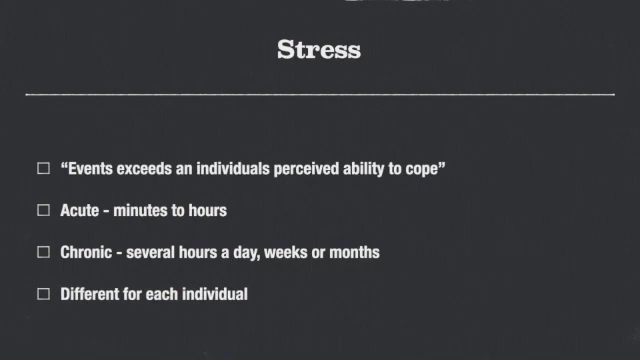 Stress
“Events exceeds an individuals perceived ability to cope”
Acute - minutes to hours
Chronic - several hours a day, weeks or months
Different for each individual